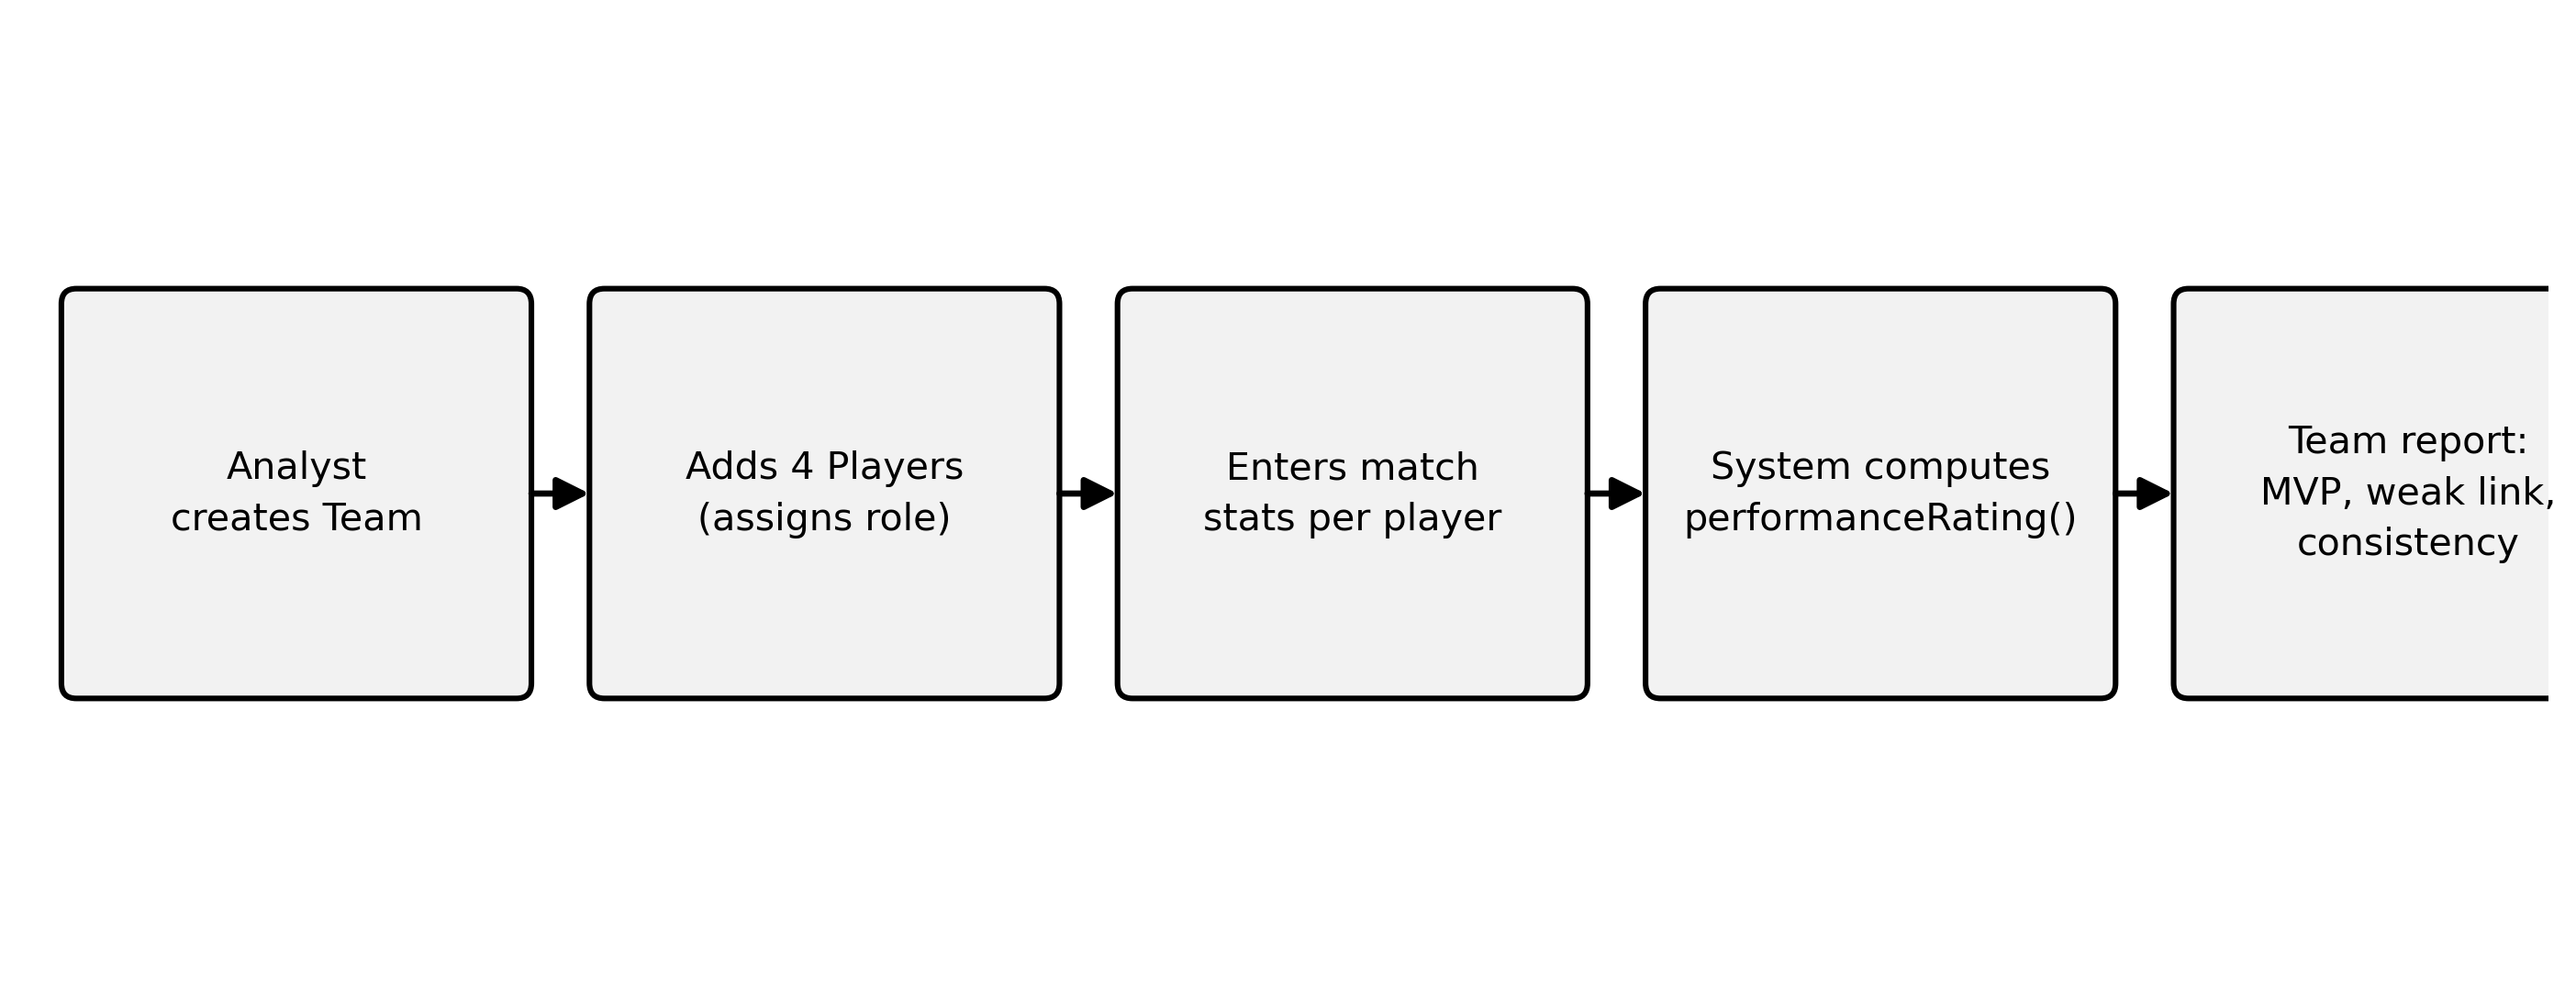 Analyst
creates Team
Adds 4 Players
(assigns role)
Enters match
stats per player
System computes
performanceRating()
Team report:
MVP, weak link,
consistency